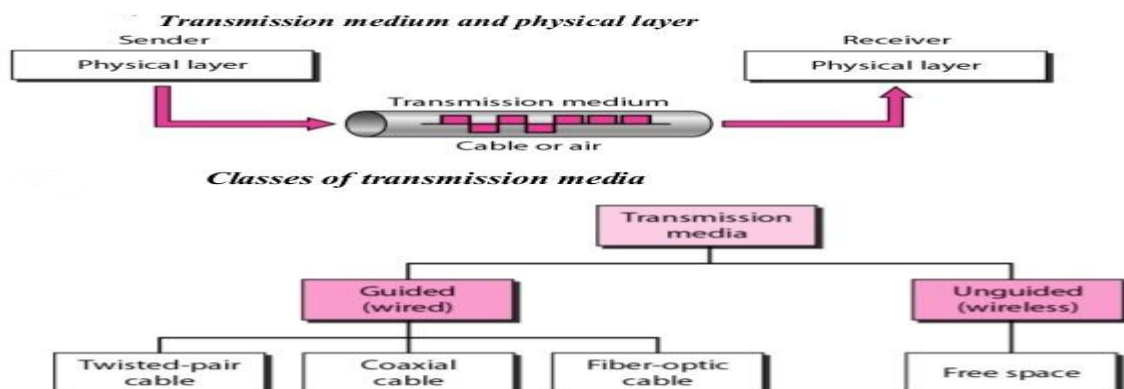 Transmission medium and physical layer
Sender
Receiver
Physical layer
Physical layer
Transmission medium
Cable or air
Classes of transmission media
Transmission
media
Guided
(wired)
Unguided
(wireless)
Twisted-pair
cable
Coaxial
cable
Fiber-optic
cable
Free space